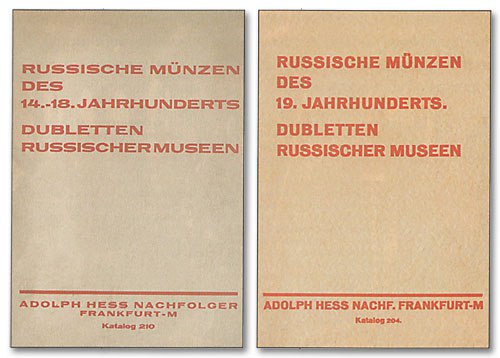 RUSSISCHE MÜNZEN
DES
14.-18. JAHRHUNDERTS
DUBLETTEN
RUSSISCHER MUSEEN
ADOLPH HESS NACHFOLGER
FRANKFURT-M
Katalog 210
RUSSISCHE MÜNZEN
DES
19. JAHRHUNDERTS.
DUBLETTEN
RUSSISCHER MUSEEN
ADOLPH HESS NACHF. FRANKFURT-M
Katalog 204.